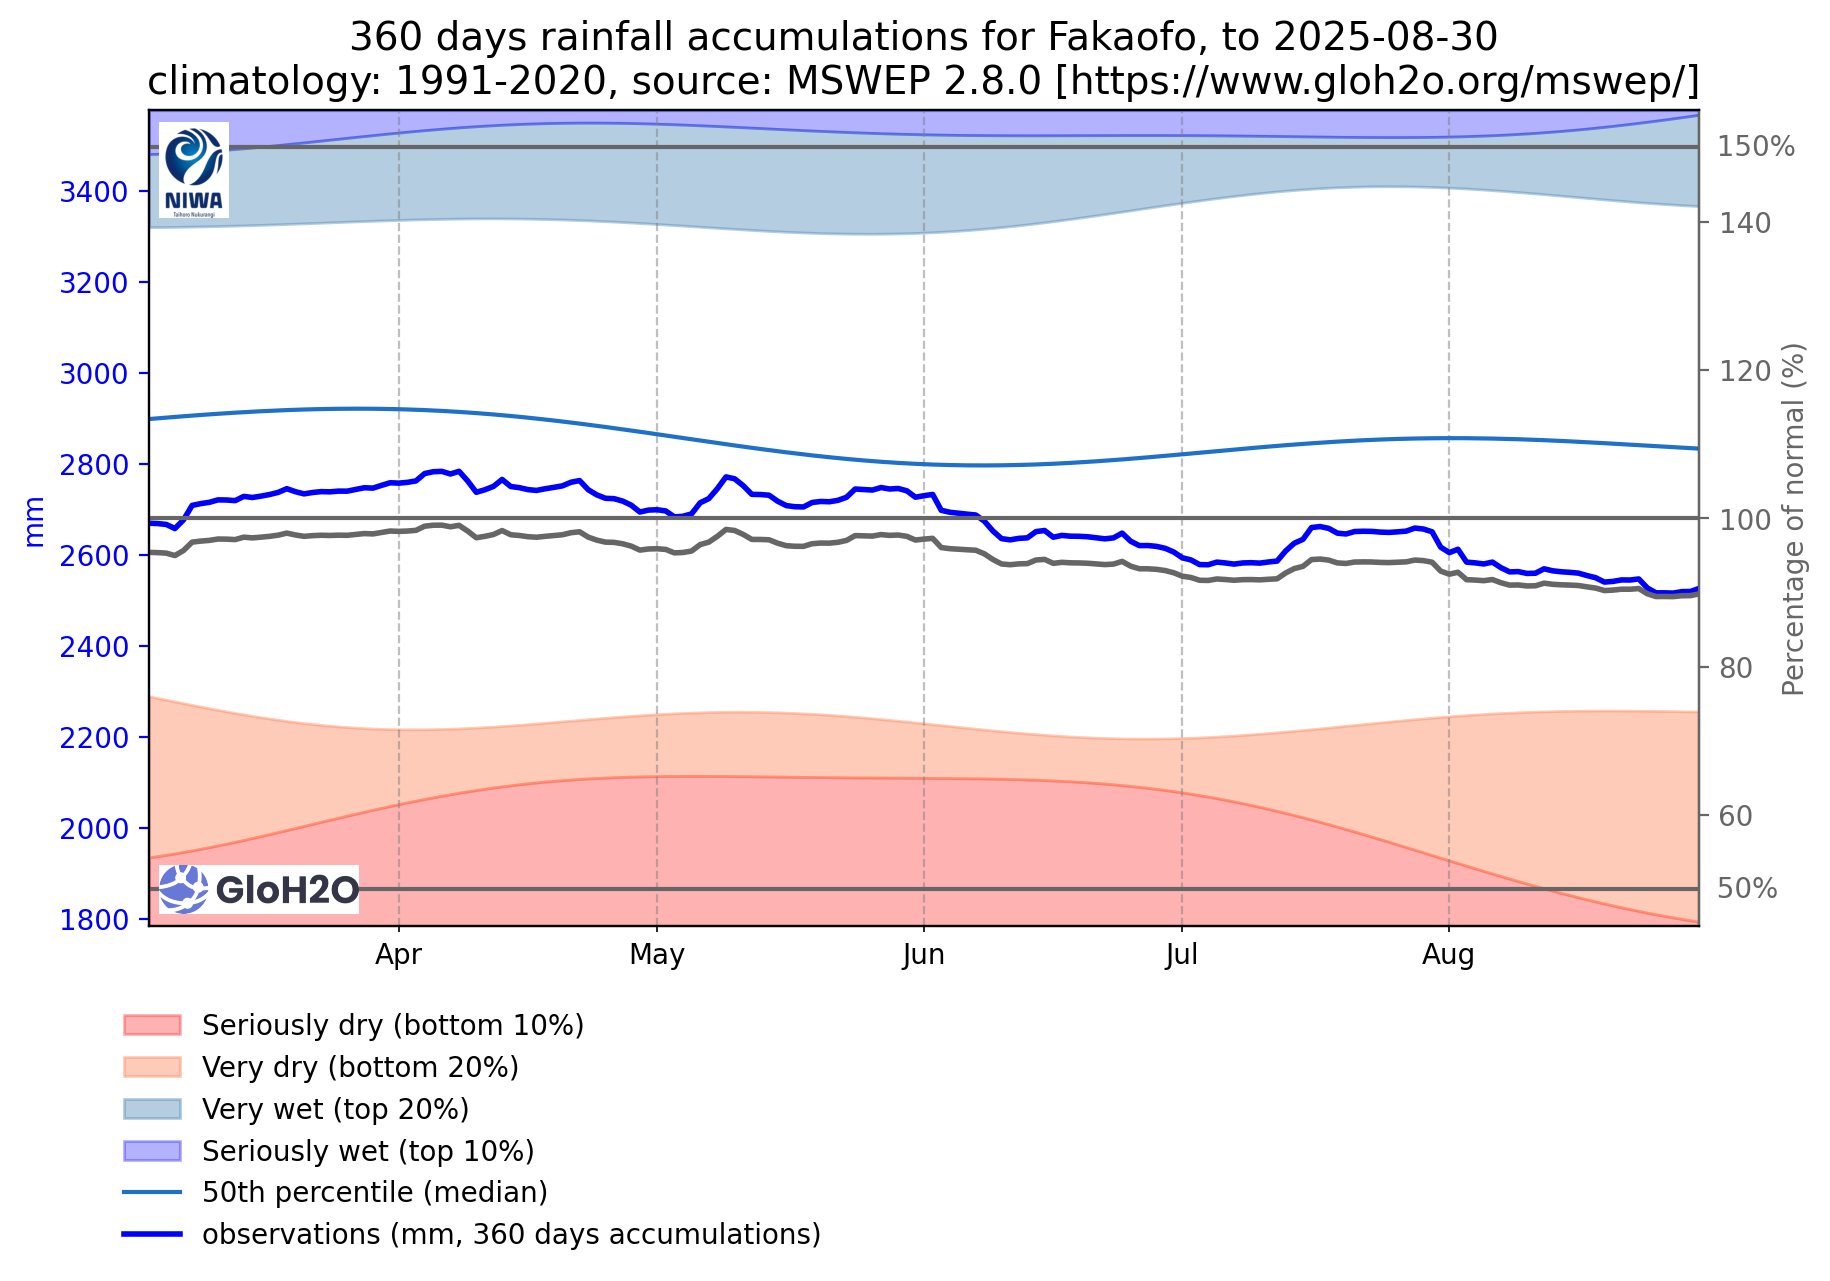 360 days rainfall accumulations for Fakaofo, to 2025-08-30
climatology: 1991-2020, source: MSWEP 2.8.0 [https://www.gloh2o.org/mswep/]
NIWA
Taihoro Nukurangi
3400
3200
3000
2800
2600
2400
2200
2000
1800
mm
150%
140
120
100
80
60
50%
Percentage of normal (%)
GloH2O
Apr
May
Jun
Jul
Aug
Seriously dry (bottom 10%)
Very dry (bottom 20%)
Very wet (top 20%)
Seriously wet (top 10%)
50th percentile (median)
observations (mm, 360 days accumulations)